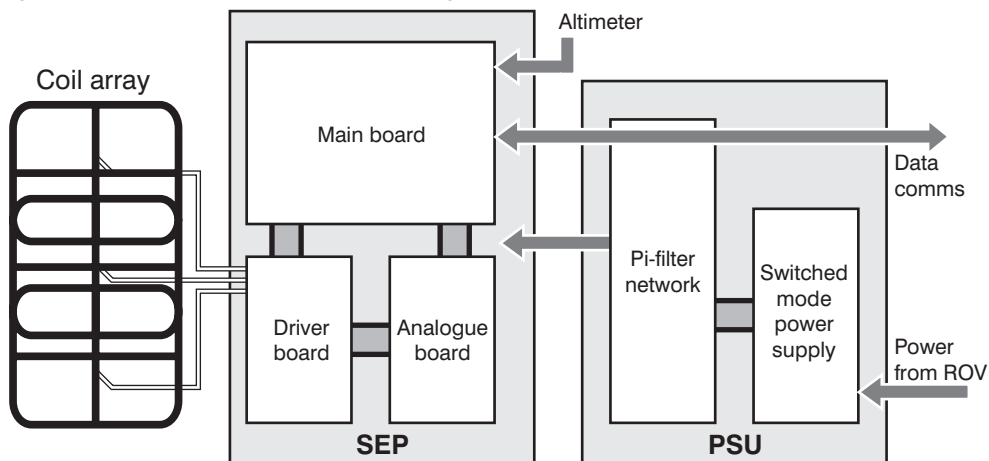 Altimeter
Coil array
Main board
Data
comms
Pi-filter
network
Switched
mode
power
supply
Driver
board
Analogue
board
Power
from ROV
SEP
PSU